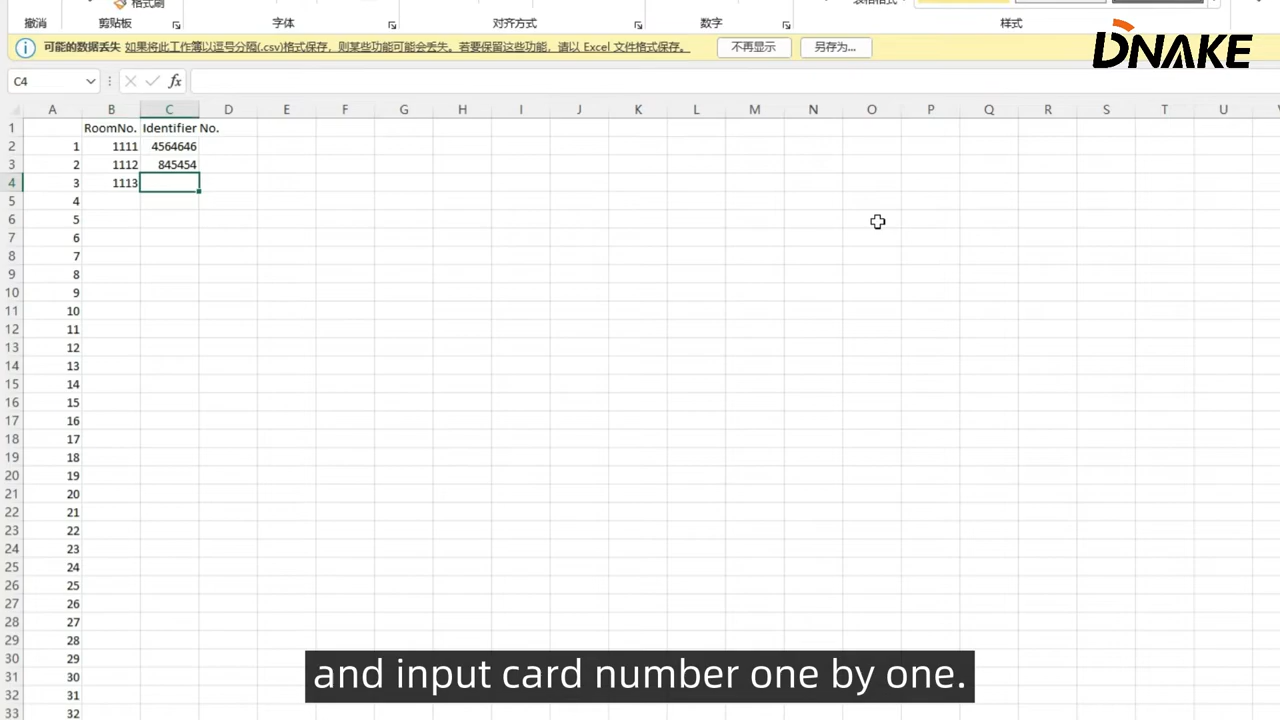 格式刷
撤消
剪贴板
字体
对齐方式
数字
样式
可能的数据丢失 如果将此工作簿以逗号分隔(.csv)格式保存，则某些功能可能会丢失。若要保留这些功能，请以 Excel 文件格式保存。
不再显示
另存为...
DNAKE
C4
fx
A B C D E F G H I J K L M N O P Q R S T U
1 RoomNo. Identifier No.
2 1 1111 4564646
3 2 1112 845454
4 3 1113
5 4
6 5
7 6
8 7
9 8
10 9
11 10
12 11
13 12
14 13
15 14
16 15
17 16
18 17
19 18
20 19
21 20
22 21
23 22
24 23
25 24
26 25
27 26
28 27
29 28
30 29
31 30
32 31
33 32
and input card number one by one.